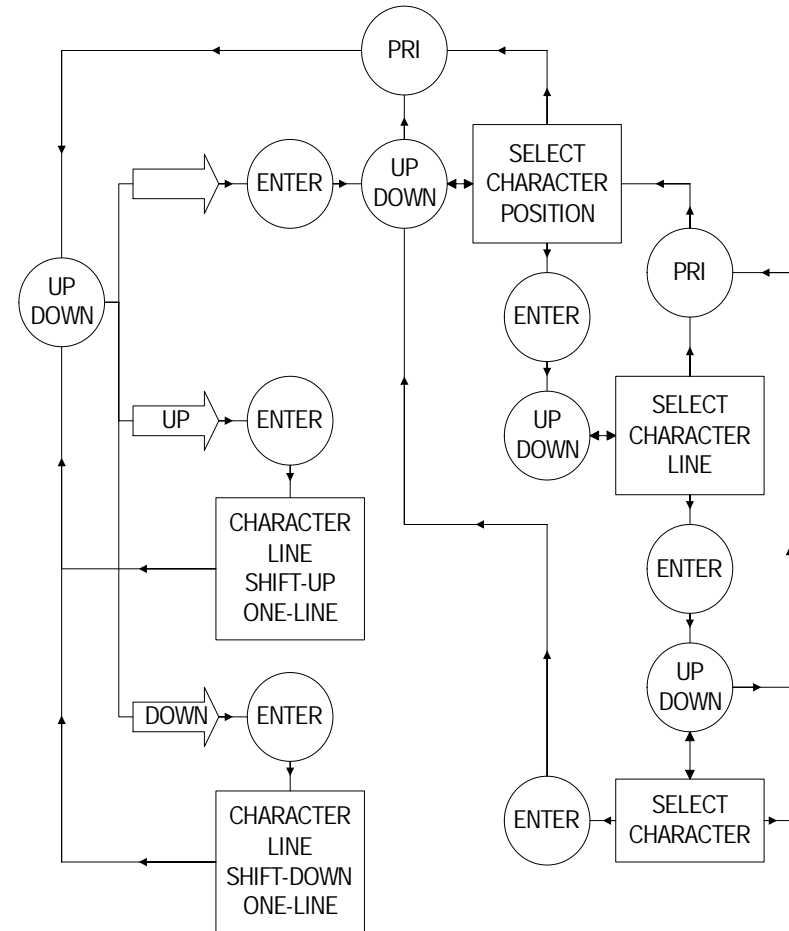 PRI
ENTER
UP
DOWN
SELECT
CHARACTER
POSITION
PRI
UP
DOWN
ENTER
UP
ENTER
UP
DOWN
SELECT
CHARACTER
LINE
CHARACTER
LINE
SHIFT-UP
ONE-LINE
ENTER
UP
DOWN
DOWN
ENTER
CHARACTER
LINE
SHIFT-DOWN
ONE-LINE
ENTER
SELECT
CHARACTER